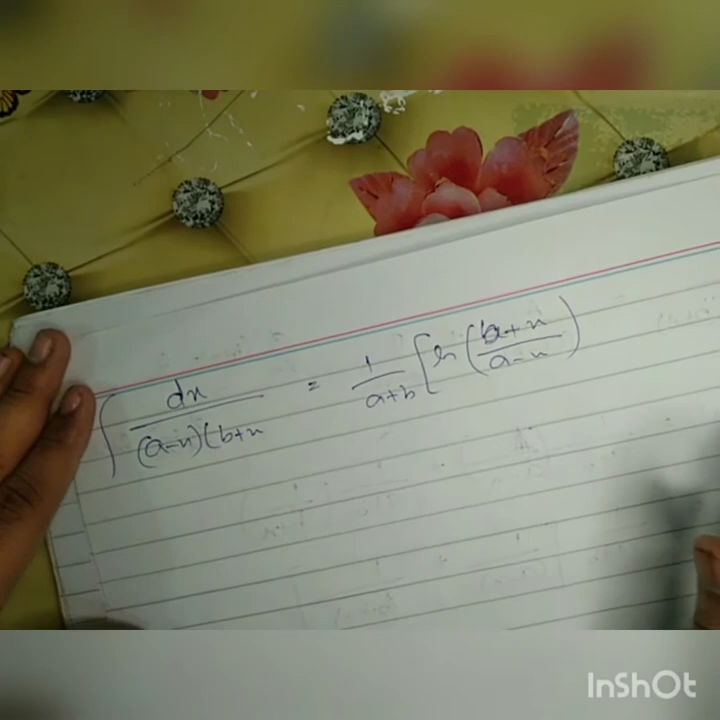 ∫ dx / (a-x)(b+x = 1/a+b [ln (b+x / a-x)
InShOt